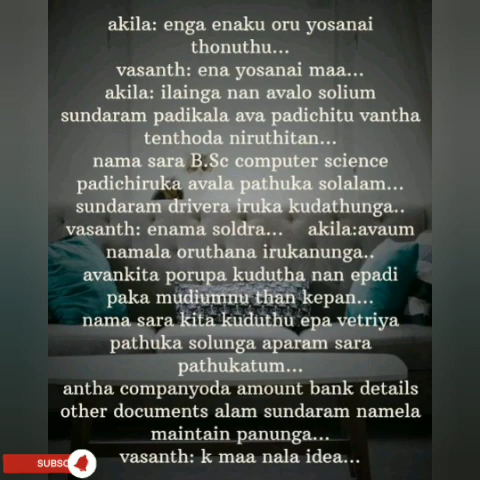 akila: enga enaku oru yosanai
thonuthu...
vasanth: ena yosanai maa...
akila: ilainga nan avalo solium
sundaram padikala ava padichitu vantha
tenthoda niruthitan...
nama sara B.Sc computer science
padichiruka avala pathuka solalam...
sundaram drivera iruka kudathunga..
vasanth: enama soldra... akila:avaum
namala oruthana irukanunga..
avankita porupa kudutha nan epadi
paka mudiumnu than kepan...
nama sara kita kuduthu epa vetriya
pathuka solunga aparam sara
pathukatum...
antha companyoda amount bank details
other documents alam sundaram namela
maintain panunga...
vasanth: k maa nala idea...
SUBSC